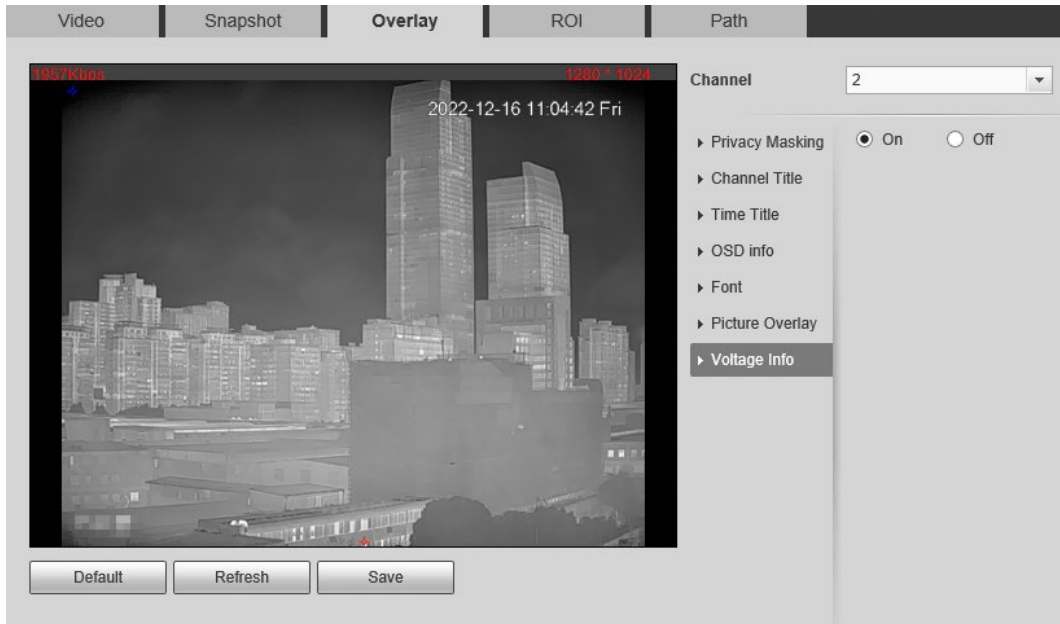 Video Snapshot Overlay ROI Path
1957Kbps 1280 * 1024
2022-12-16 11:04:42 Fri
Channel 2
Privacy Masking On Off
Channel Title
Time Title
OSD info
Font
Picture Overlay
Voltage Info
Default Refresh Save